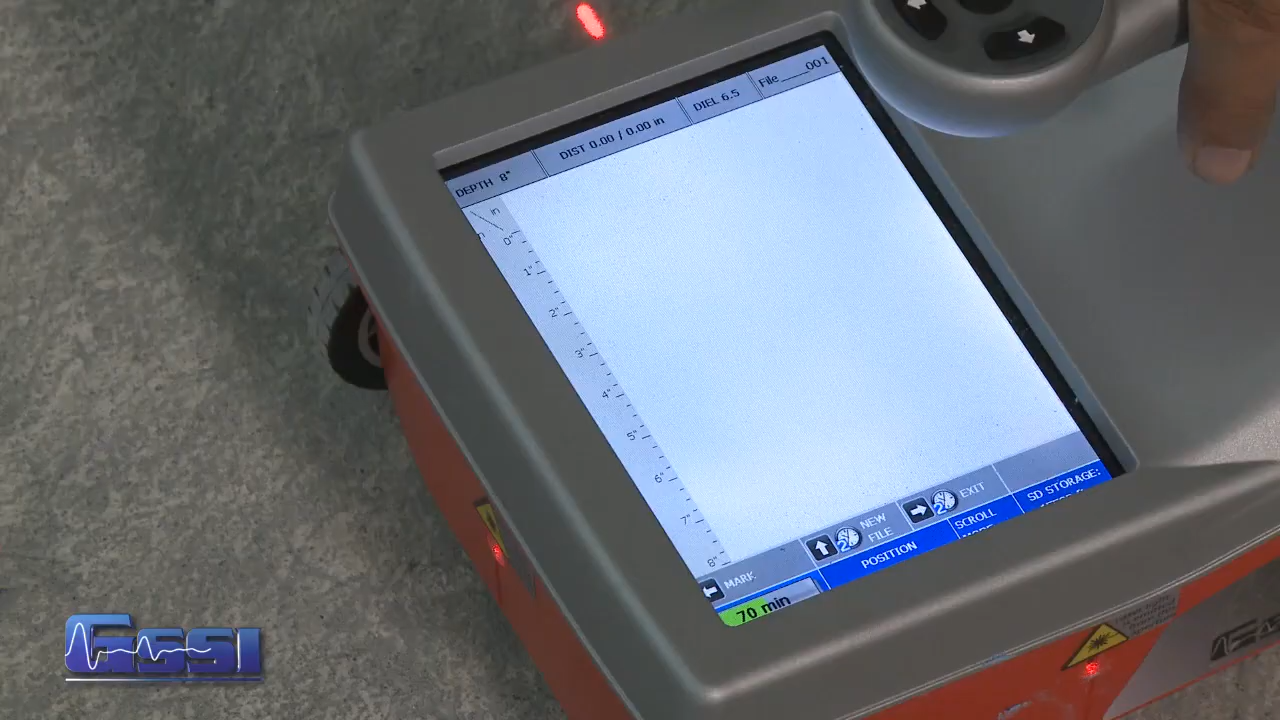 DEPTH 8"
DIST 0.00 / 0.00 in
DIEL 6.5
File____001
in
0"
1"
2"
3"
4"
5"
6"
7"
8"
MARK
NEW
FILE
EXIT
70 min
POSITION
SCROLL
SD STORAGE:
GSSI